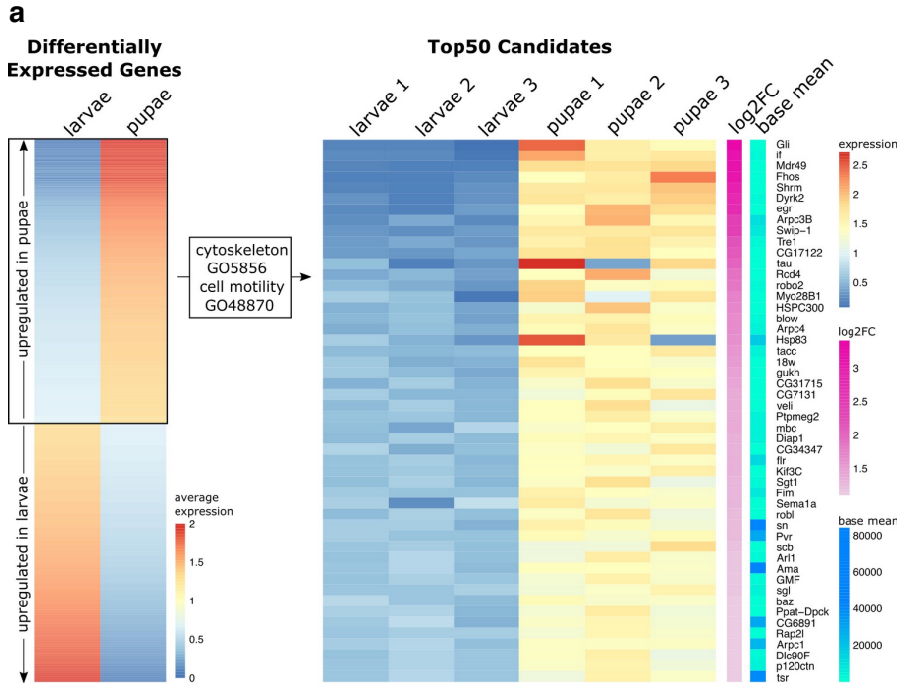 a
Differentially
Expressed Genes
larvae
pupae
upregulated in pupae
upregulated in larvae
average
expression
2
1.5
1
0.5
0
cytoskeleton
GO5856
cell motility
GO48870
Top50 Candidates
larvae 1
larvae 2
larvae 3
pupae 1
pupae 2
pupae 3
log2FC
base mean
Gli
if
Mdr49
Fhos
Shrm
Dyrk2
egr
Arpc3B
Swip-1
Tre1
CG17122
tau
Rcd4
robo2
Myc28B1
HSPC300
blow
Arpc4
Hsp83
tacc
18w
gukh
CG31715
CG7131
veli
Ptpmeg2
mbc
Diap1
CG34347
flr
Kif3C
Sgt1
Fim
Sema1a
robl
sn
Pvr
scb
Arl1
Ama
GMF
sgl
baz
Ppat-Dpck
CG6891
Rap2l
Arpc1
Dlc90F
p120ctn
tsr
expression
2.5
2
1.5
1
0.5
log2FC
3
2.5
2
1.5
base mean
80000
60000
40000
20000